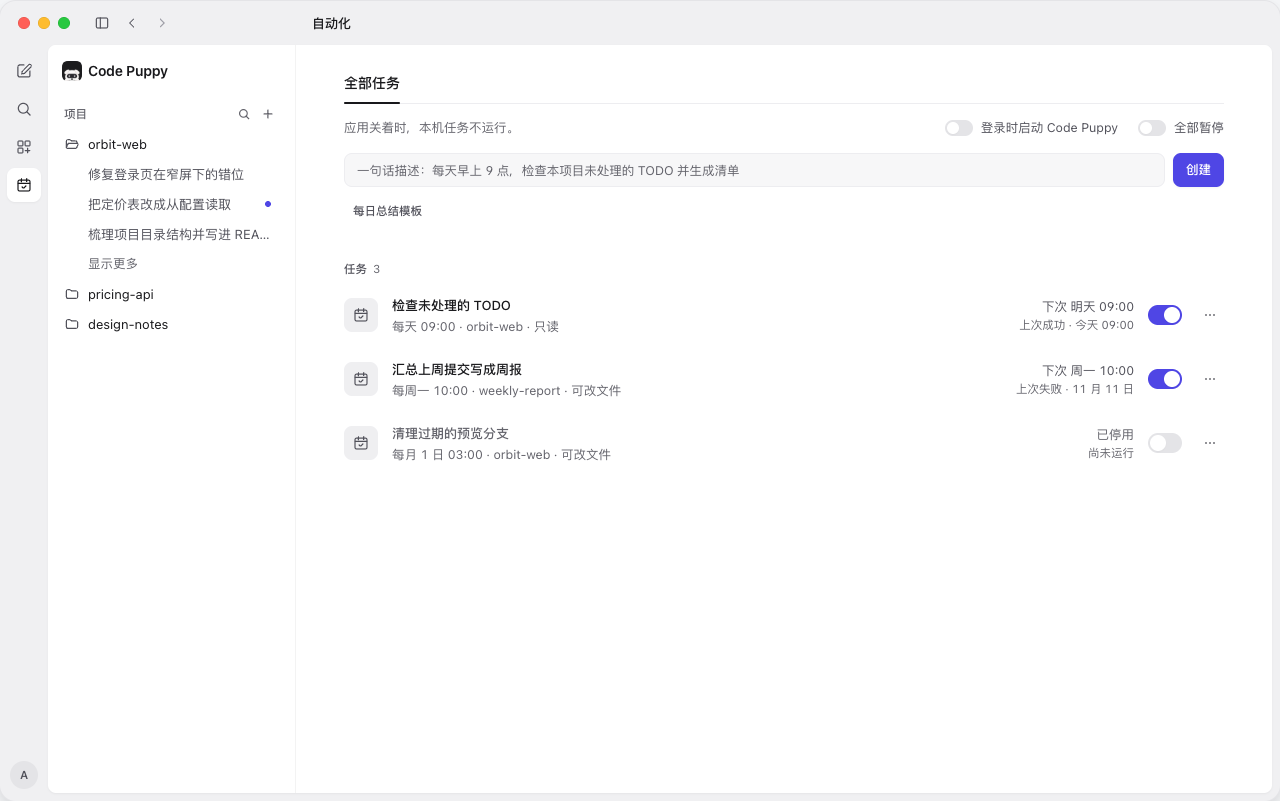 自动化
Code Puppy
项目
orbit-web
修复登录页在窄屏下的错位
把定价表改成从配置读取
梳理项目目录结构并写进 REA...
显示更多
pricing-api
design-notes
A
全部任务
应用关着时，本机任务不运行。
登录时启动 Code Puppy
全部暂停
一句话描述：每天早上 9 点，检查本项目未处理的 TODO 并生成清单
创建
每日总结模板
任务 3
检查未处理的 TODO
每天 09:00 · orbit-web · 只读
下次 明天 09:00
上次成功 · 今天 09:00
汇总上周提交写成周报
每周一 10:00 · weekly-report · 可改文件
下次 周一 10:00
上次失败 · 11 月 11 日
清理过期的预览分支
每月 1 日 03:00 · orbit-web · 可改文件
已停用
尚未运行